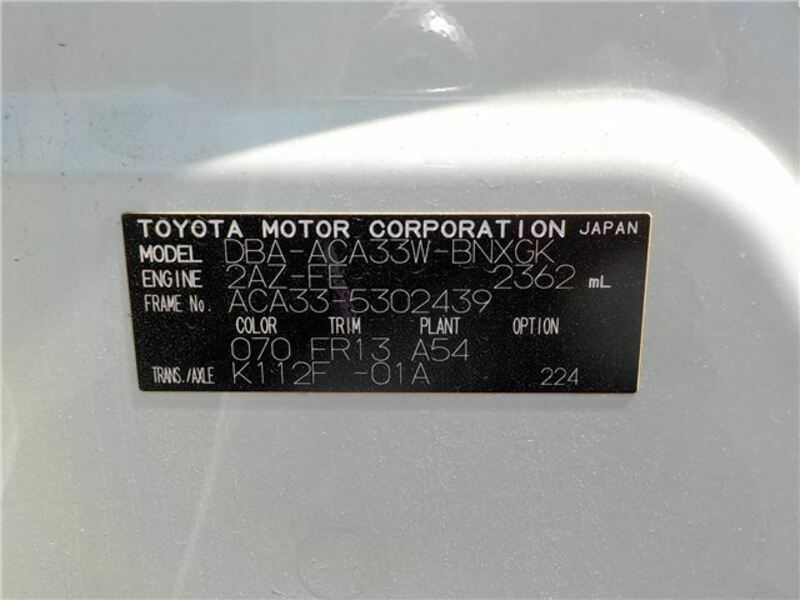 TOYOTA MOTOR CORPORATION JAPAN
MODEL DBA-ACA33W-BNXGK
ENGINE 2AZ-FE 2362 mL
FRAME No. ACA33-5302439
COLOR TRIM PLANT OPTION
070 FR13 A54
TRANS./AXLE K112F -01A 224